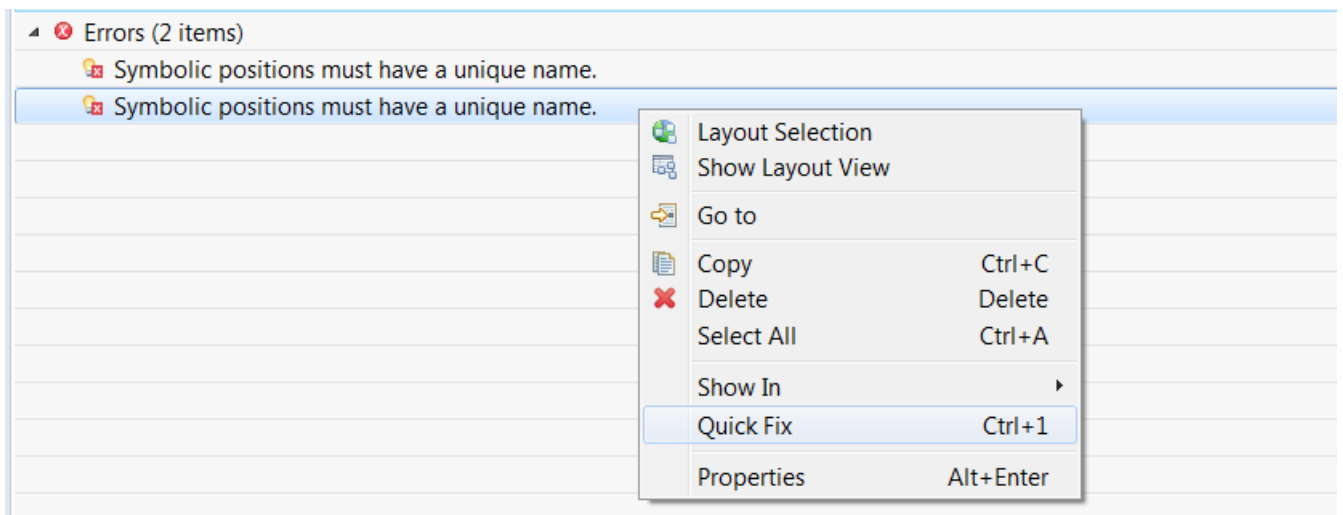 Errors (2 items)
Symbolic positions must have a unique name.
Symbolic positions must have a unique name.
Layout Selection
Show Layout View
Go to
Copy Ctrl+C
Delete Delete
Select All Ctrl+A
Show In
Quick Fix Ctrl+1
Properties Alt+Enter